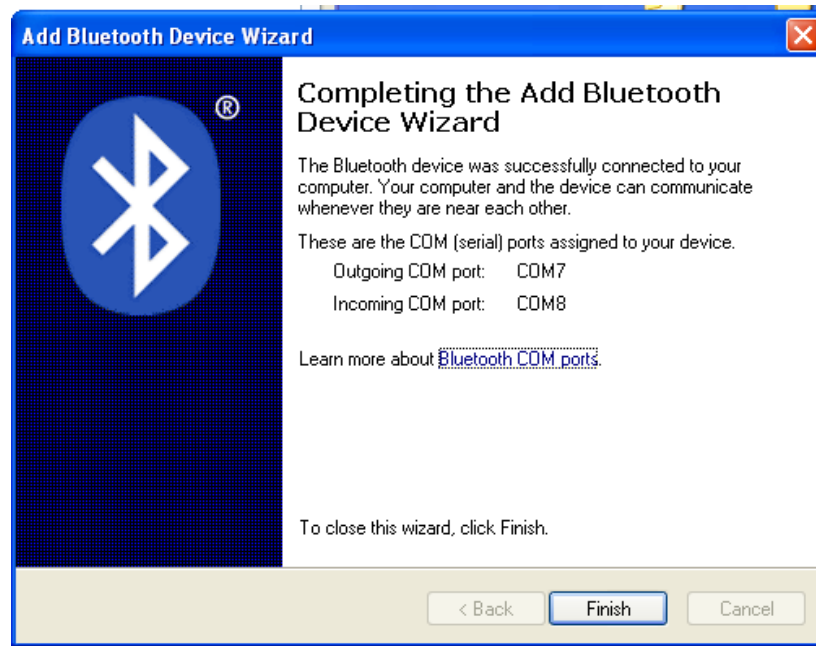 Add Bluetooth Device Wizard
®
Completing the Add Bluetooth
Device Wizard
The Bluetooth device was successfully connected to your
computer. Your computer and the device can communicate
whenever they are near each other.
These are the COM (serial) ports assigned to your device.
Outgoing COM port: COM7
Incoming COM port: COM8
Learn more about Bluetooth COM ports.
To close this wizard, click Finish.
< Back Finish Cancel